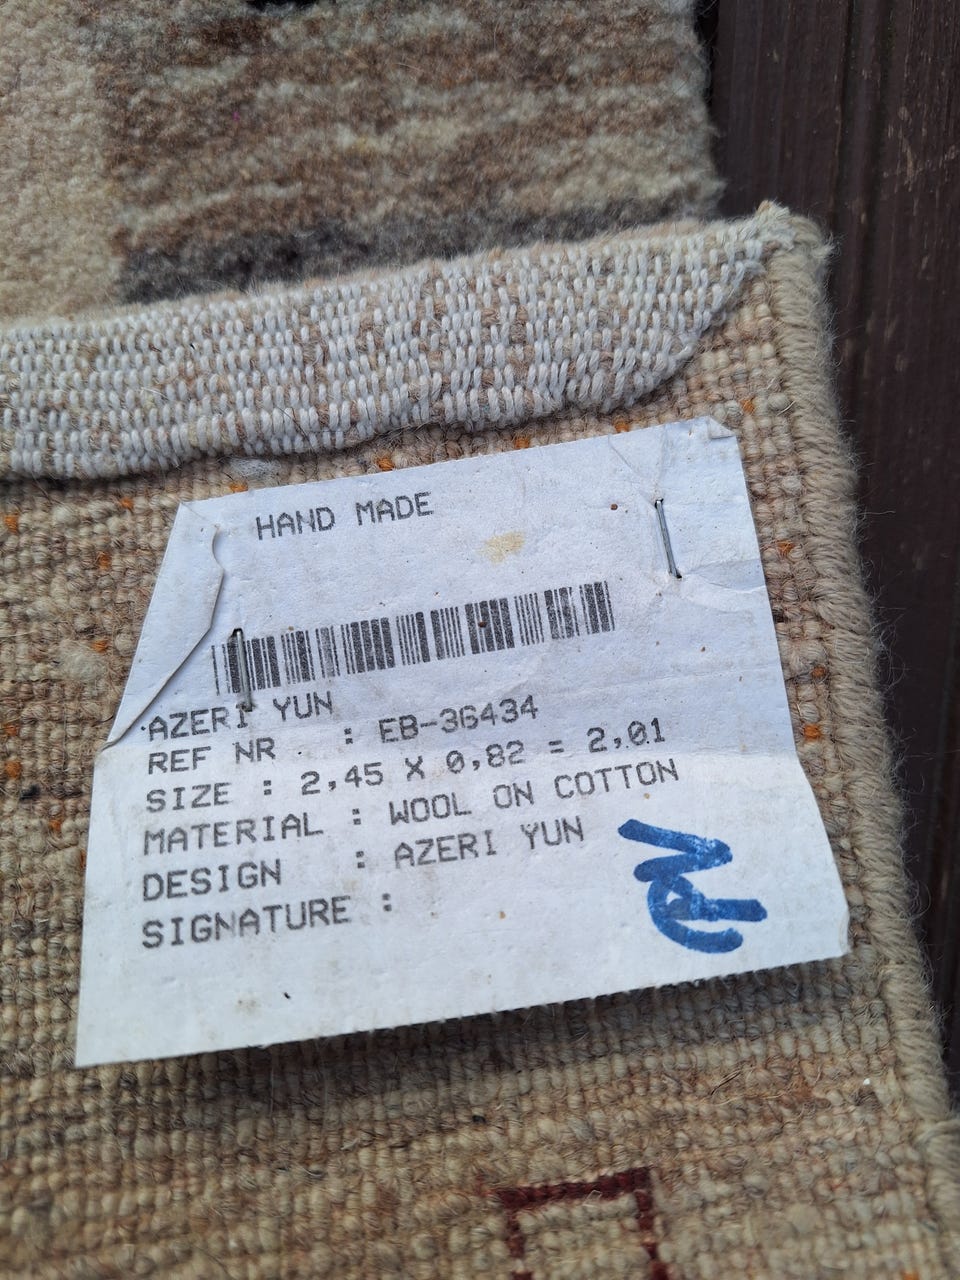 HAND MADE
AZERI YUN
REF NR : EB-36434
SIZE : 2,45 X 0,82 = 2,01
MATERIAL : WOOL ON COTTON
DESIGN : AZERI YUN
SIGNATURE :